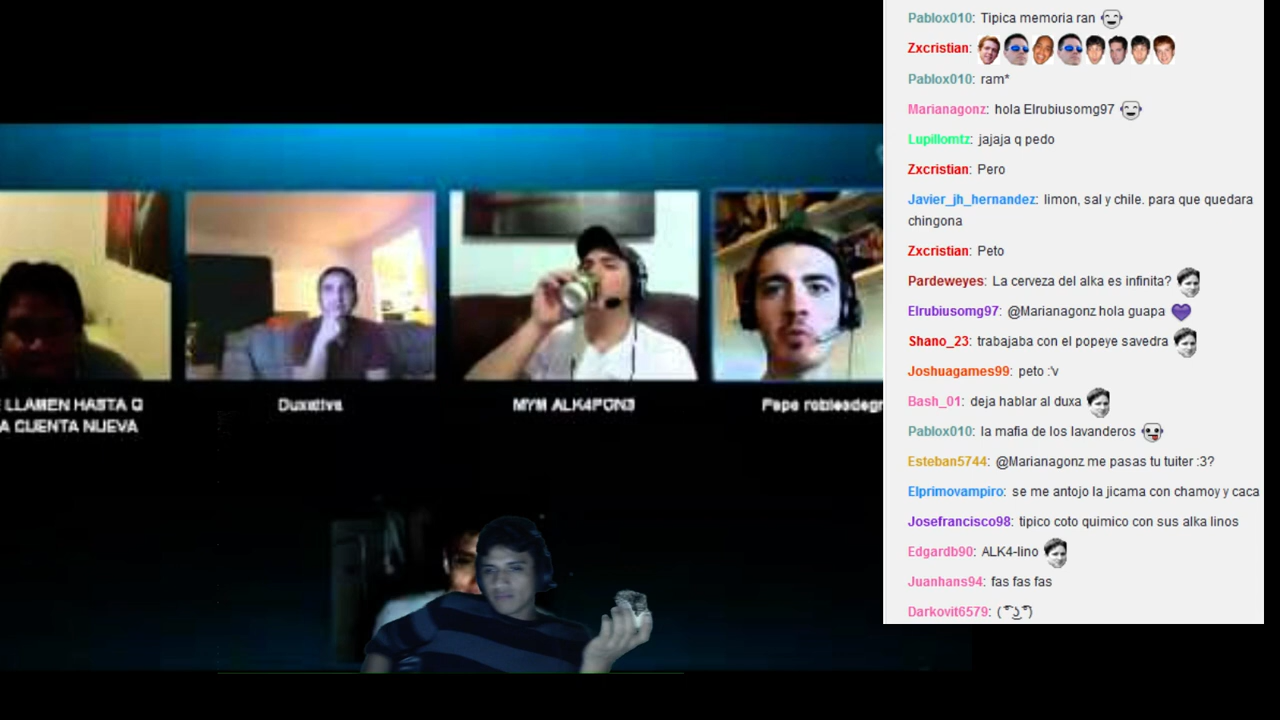 LLAMEN HASTA Q
A CUENTA NUEVA
Duxativa
MYM ALK4PON3
Pepe roblesdegr
Pablox010: Tipica memoria ran
Zxcristian:
Pablox010: ram*
Marianagonz: hola Elrubiusomg97
Lupillomtz: jajaja q pedo
Zxcristian: Pero
Javier_jh_hernandez: limon, sal y chile. para que quedara
chingona
Zxcristian: Peto
Pardeweyes: La cerveza del alka es infinita?
Elrubiusomg97: @Marianagonz hola guapa
Shano_23: trabajaba con el popeye savedra
Joshuagames99: peto :'v
Bash_01: deja hablar al duxa
Pablox010: la mafia de los lavanderos
Esteban5744: @Marianagonz me pasas tu tuiter :3?
Elprimovampiro: se me antojo la jicama con chamoy y caca
Josefrancisco98: tipico coto quimico con sus alka linos
Edgardb90: ALK4-lino
Juanhans94: fas fas fas
Darkovit6579: ( ͡° ͜ʖ ͡°)